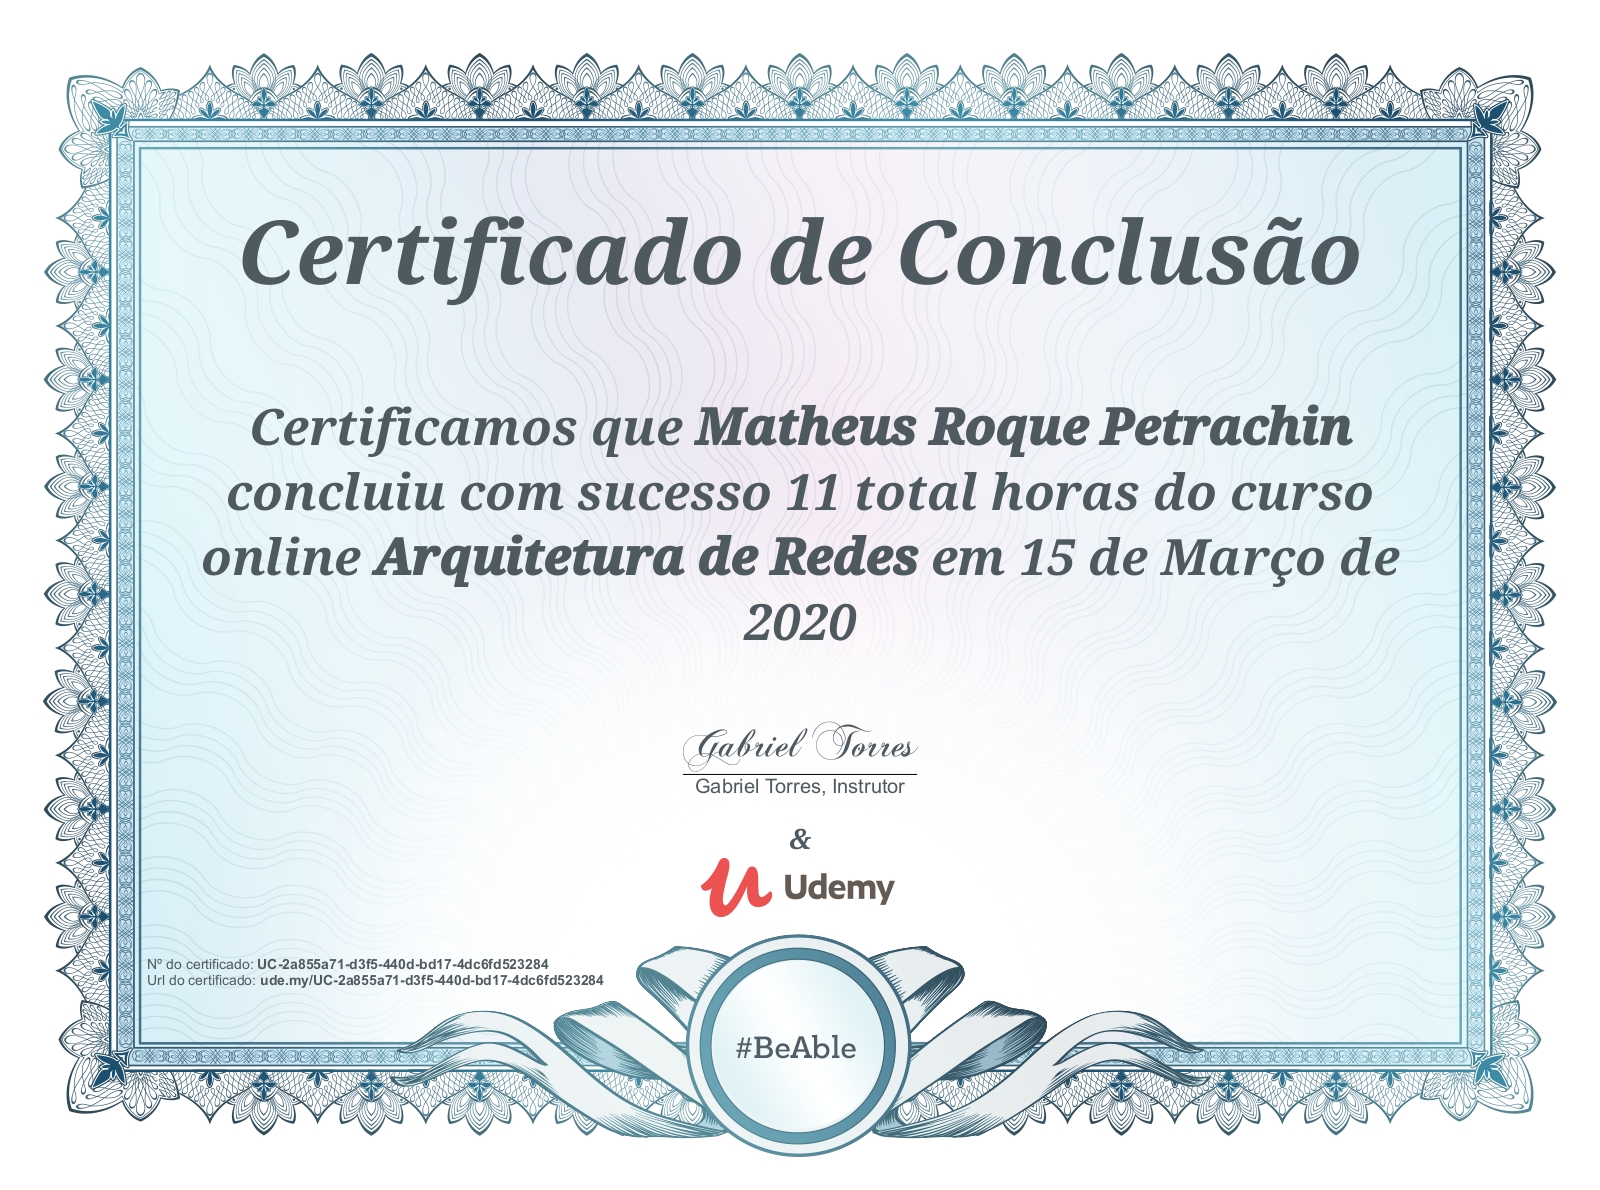 Certificado de Conclusão
Certificamos que Matheus Roque Petrachin
concluiu com sucesso 11 total horas do curso
online Arquitetura de Redes em 15 de Março de
2020
Gabriel Torres
Gabriel Torres, Instrutor
&
Udemy
Nº do certificado: UC-2a855a71-d3f5-440d-bd17-4dc6fd523284
Url do certificado: ude.my/UC-2a855a71-d3f5-440d-bd17-4dc6fd523284
#BeAble